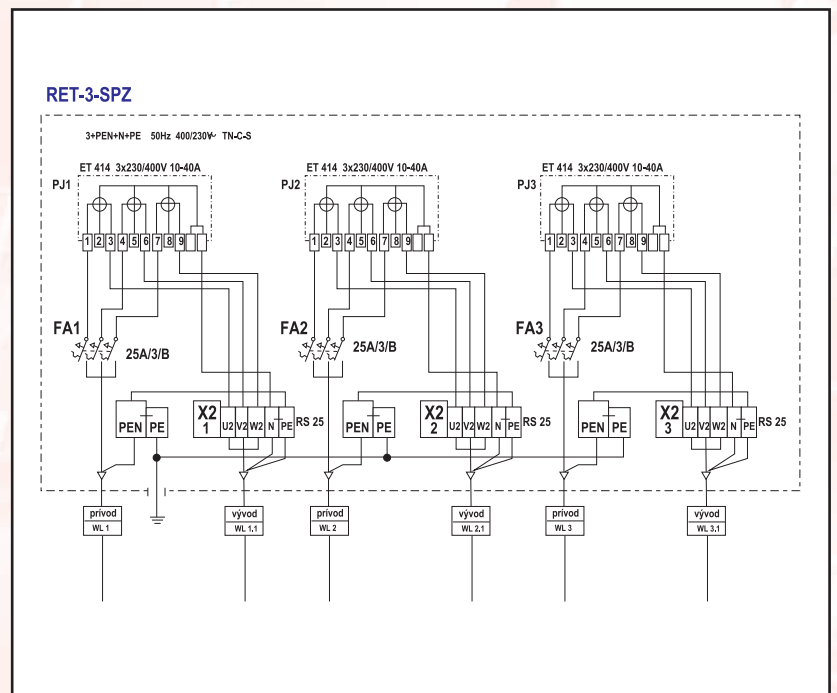 RET-3-SPZ
3+PEN+N+PE 50Hz 400/230V~ TN-C-S
ET 414 3x230/400V 10-40A
ET 414 3x230/400V 10-40A
ET 414 3x230/400V 10-40A
PJ1
PJ2
PJ3
1 2 3 4 5 6 7 8 9
1 2 3 4 5 6 7 8 9
1 2 3 4 5 6 7 8 9
FA1
25A/3/B
FA2
25A/3/B
FA3
25A/3/B
PEN PE
X2 1
U2 V2 W2 N PE
RS 25
PEN PE
X2 2
U2 V2 W2 N PE
RS 25
PEN PE
X2 3
U2 V2 W2 N PE
RS 25
prívod
WL 1
vývod
WL 1,1
prívod
WL 2
vývod
WL 2.1
prívod
WL 3
vývod
WL 3.1